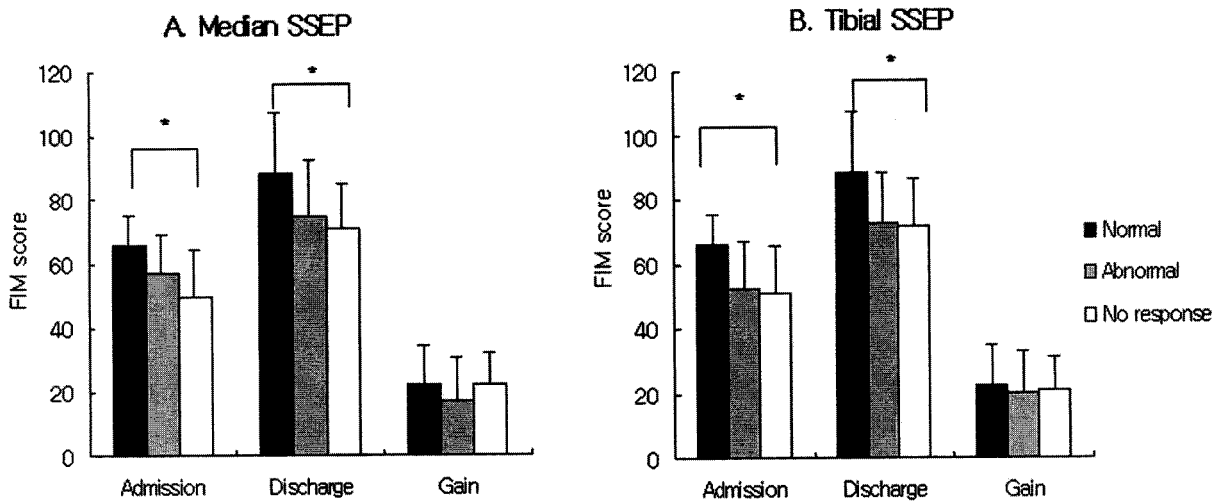 A. Median SSEP
FIM score
120
100
80
60
40
20
0
*
*
Admission
Discharge
Gain
B. Tibial SSEP
FIM score
120
100
80
60
40
20
0
*
*
Admission
Discharge
Gain
Normal
Abnormal
No response